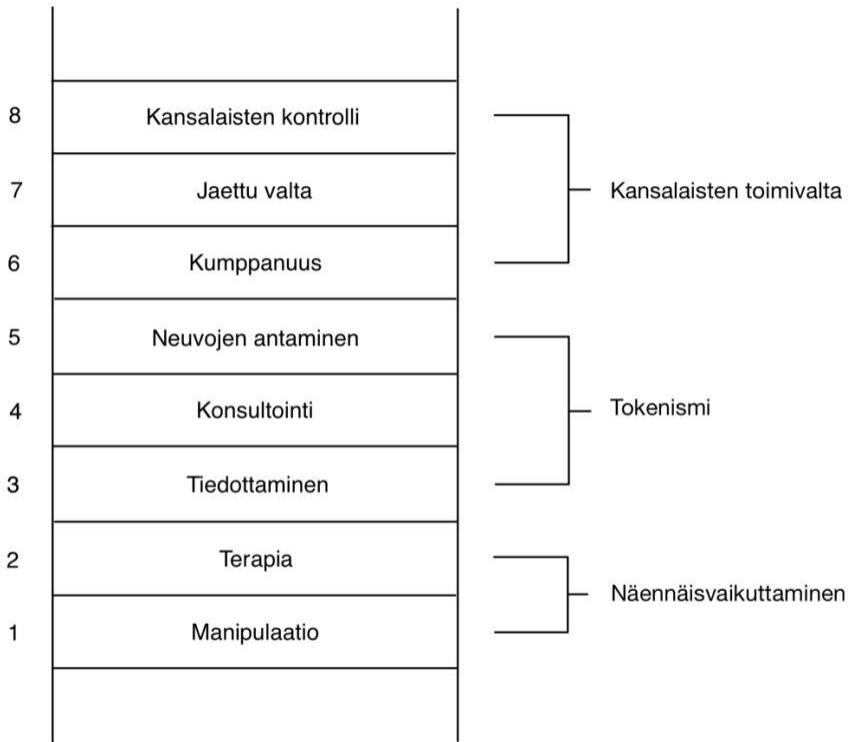 8 Kansalaisten kontrolli
7 Jaettu valta
Kansalaisten toimivalta
6 Kumppanuus
5 Neuvojen antaminen
4 Konsultointi
Tokenismi
3 Tiedottaminen
2 Terapia
Näennäisvaikuttaminen
1 Manipulaatio